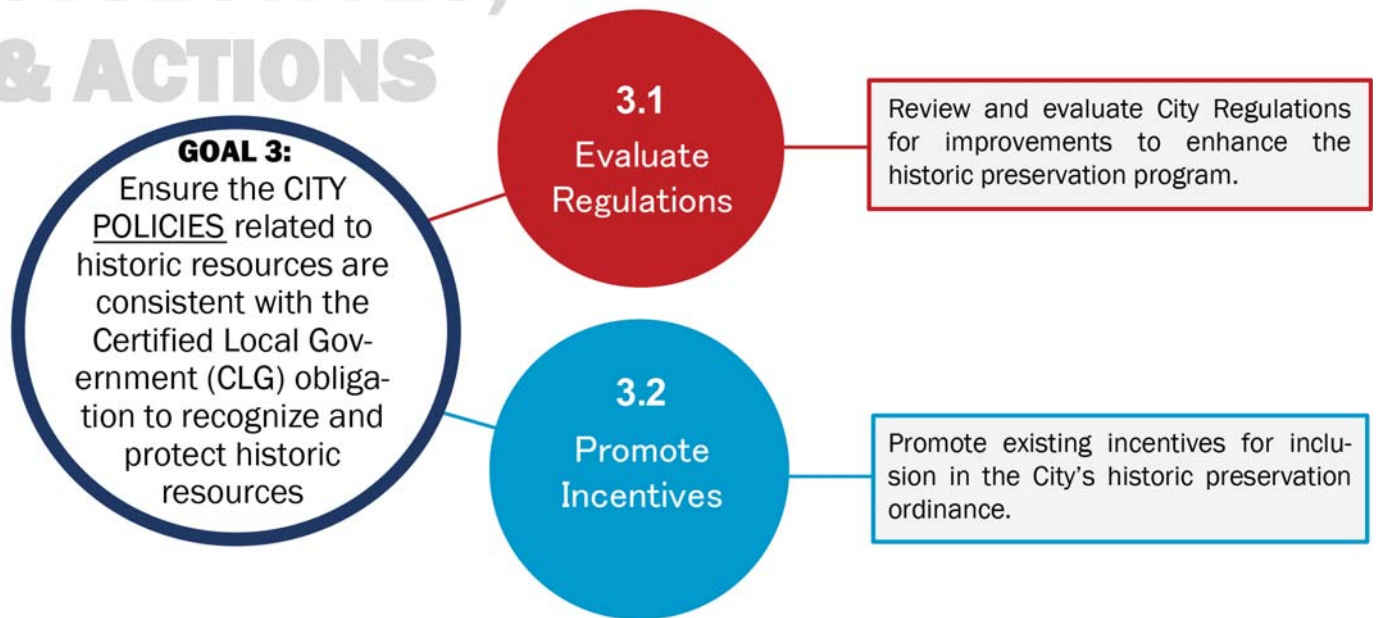 & ACTIONS
GOAL 3:
Ensure the CITY
POLICIES related to
historic resources are
consistent with the
Certified Local Gov-
ernment (CLG) obliga-
tion to recognize and
protect historic
resources
3.1
Evaluate
Regulations
Review and evaluate City Regulations
for improvements to enhance the
historic preservation program.
3.2
Promote
Incentives
Promote existing incentives for inclu-
sion in the City’s historic preservation
ordinance.